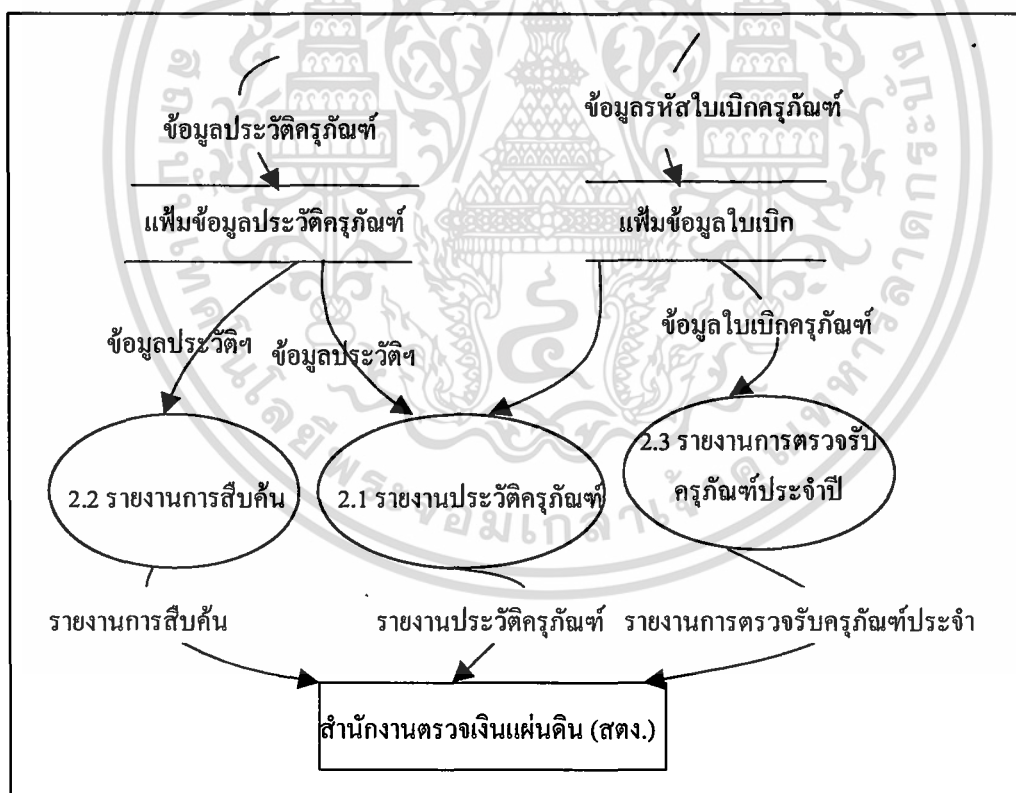 ข้อมูลประวัติครุภัณฑ์
ข้อมูลรหัสใบเบิกครุภัณฑ์
แฟ้มข้อมูลประวัติครุภัณฑ์
แฟ้มข้อมูลใบเบิก
ข้อมูลประวัติฯ
ข้อมูลประวัติฯ
ข้อมูลใบเบิกครุภัณฑ์
2.2 รายงานการสืบค้น
2.1 รายงานประวัติครุภัณฑ์
2.3 รายงานการตรวจรับ
ครุภัณฑ์ประจำปี
รายงานการสืบค้น
รายงานประวัติครุภัณฑ์
รายงานการตรวจรับครุภัณฑ์ประจำ
สำนักงานตรวจเงินแผ่นดิน (สตง.)